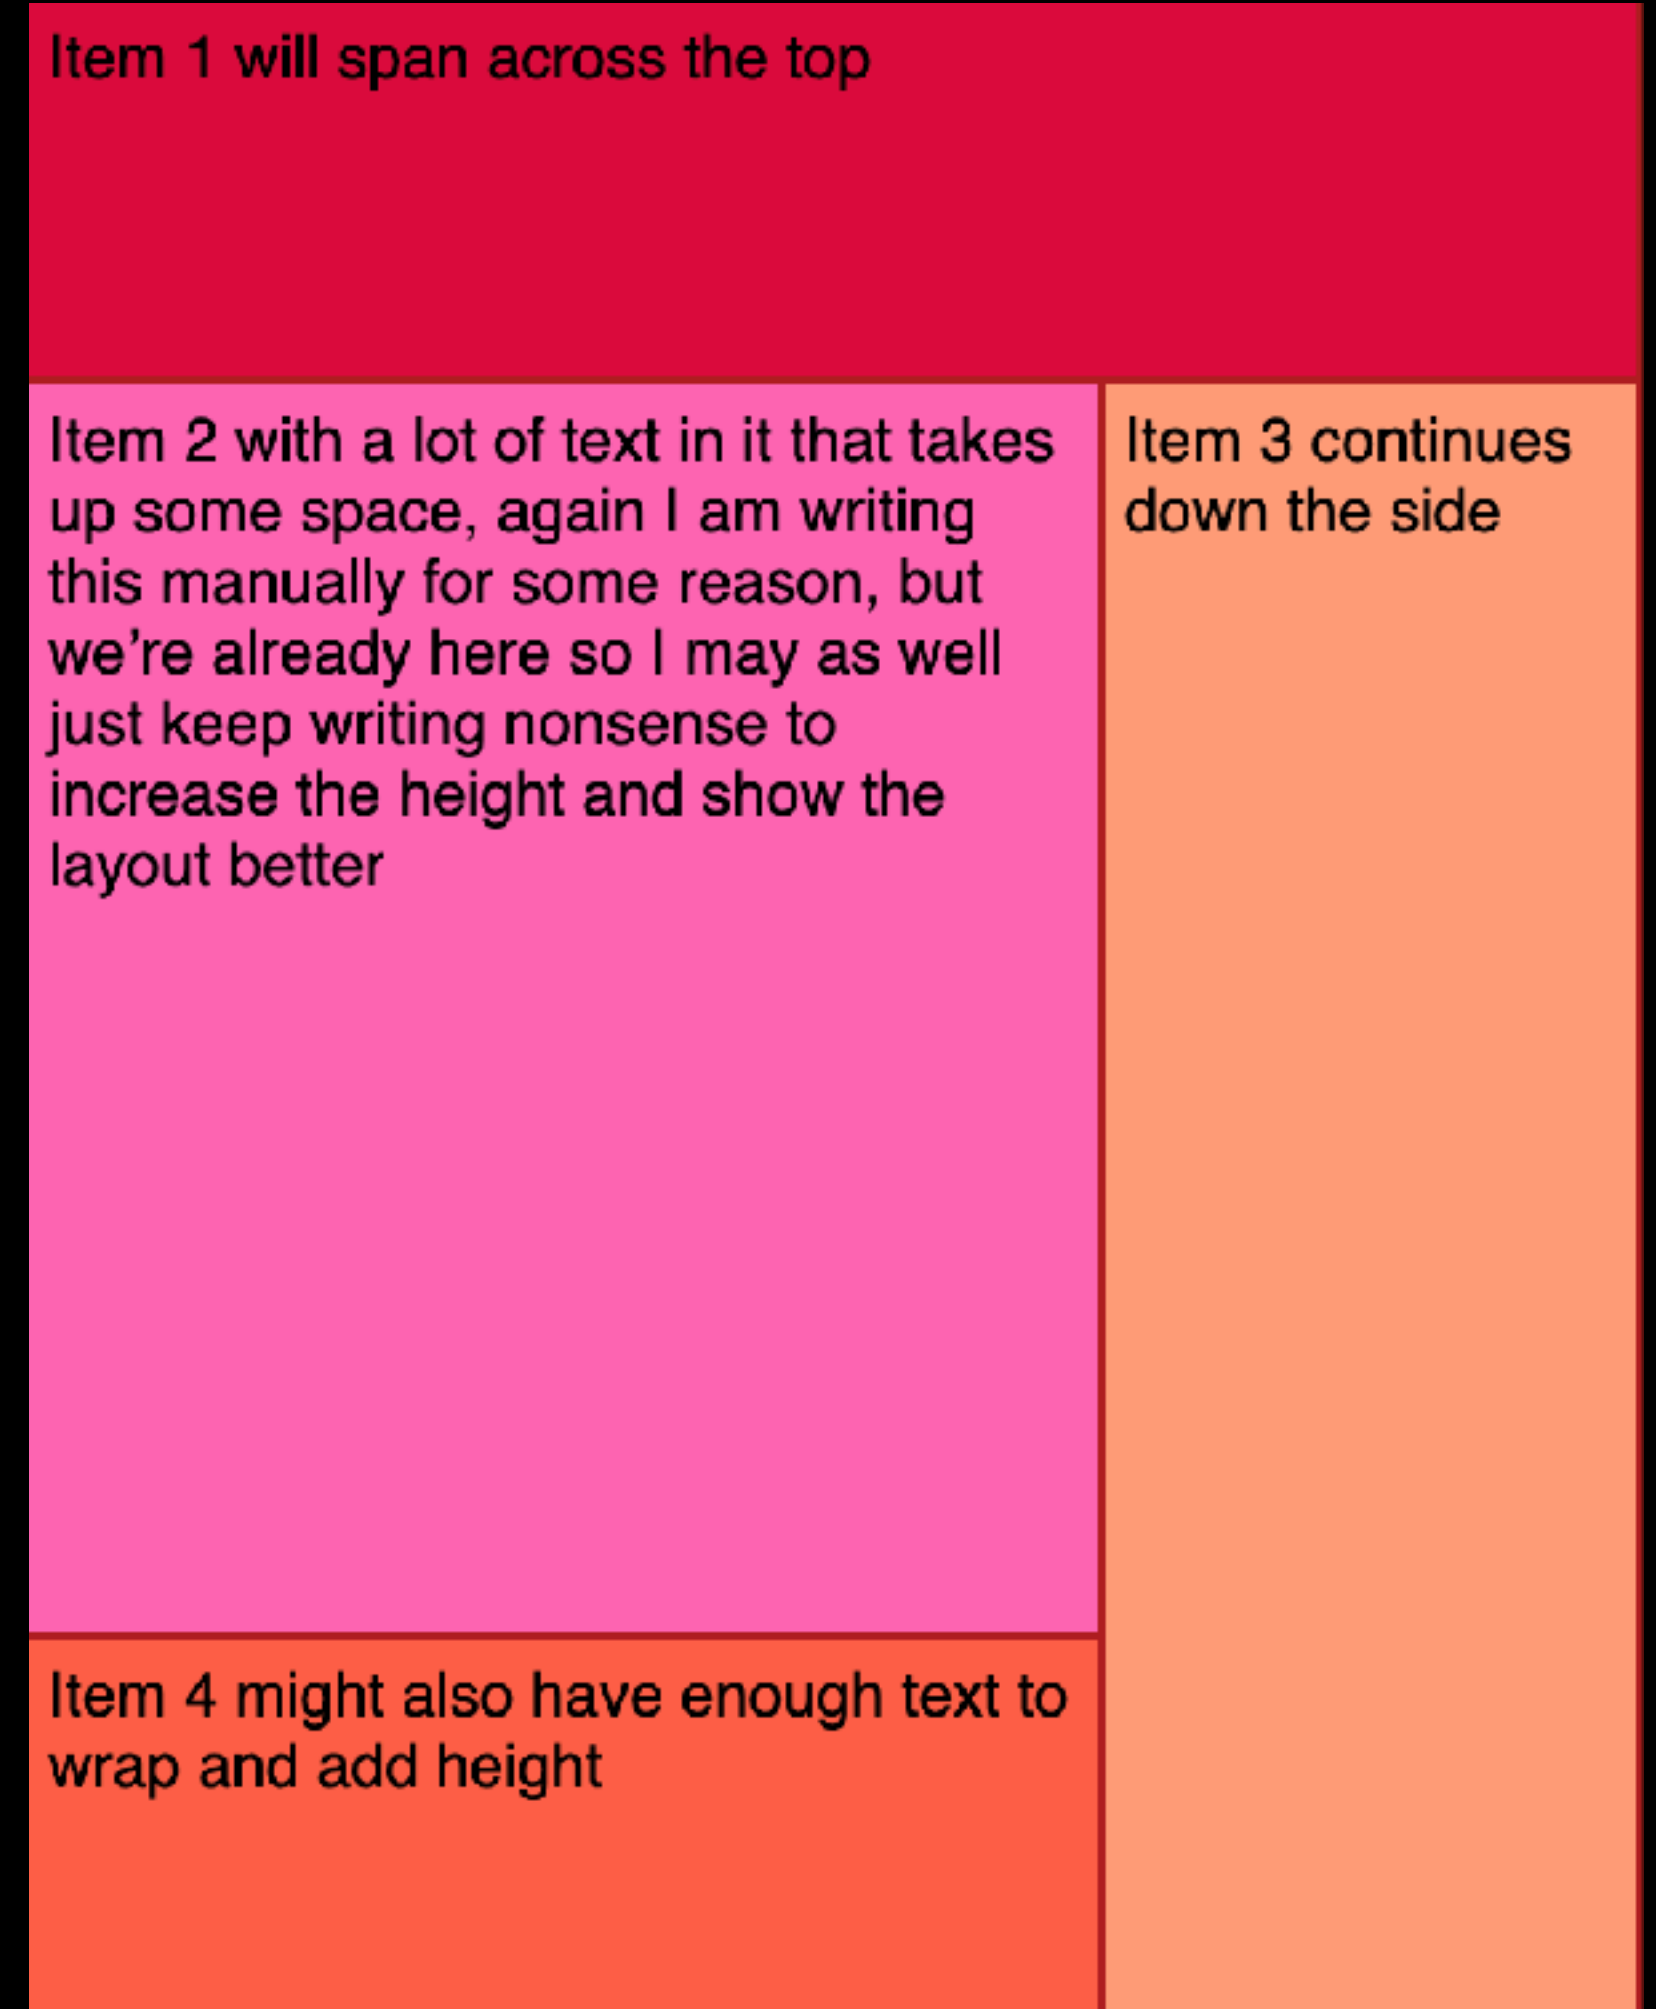 Item 1 will span across the top
Item 2 with a lot of text in it that takes
up some space, again I am writing
this manually for some reason, but
we’re already here so I may as well
just keep writing nonsense to
increase the height and show the
layout better
Item 3 continues
down the side
Item 4 might also have enough text to
wrap and add height